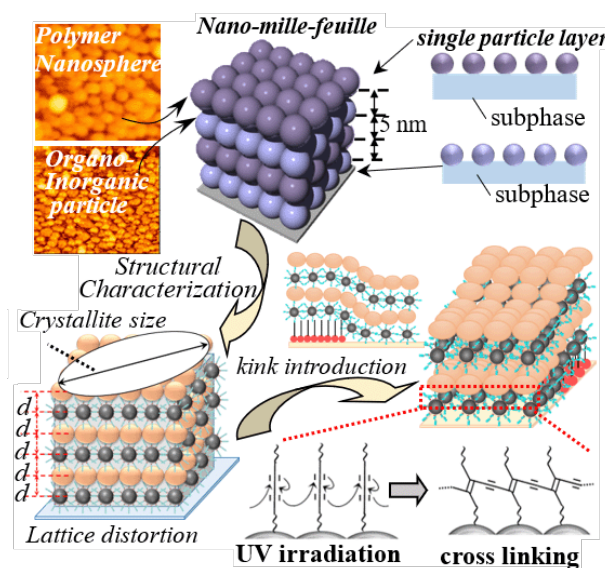 Polymer
Nanosphere
Nano-mille-feuille
single particle layer
subphase
5 nm
Organo-
Inorganic
particle
subphase
Structural
Characterization
Crystallite size
kink introduction
d
d
d
d
d
Lattice distortion
UV irradiation
cross linking